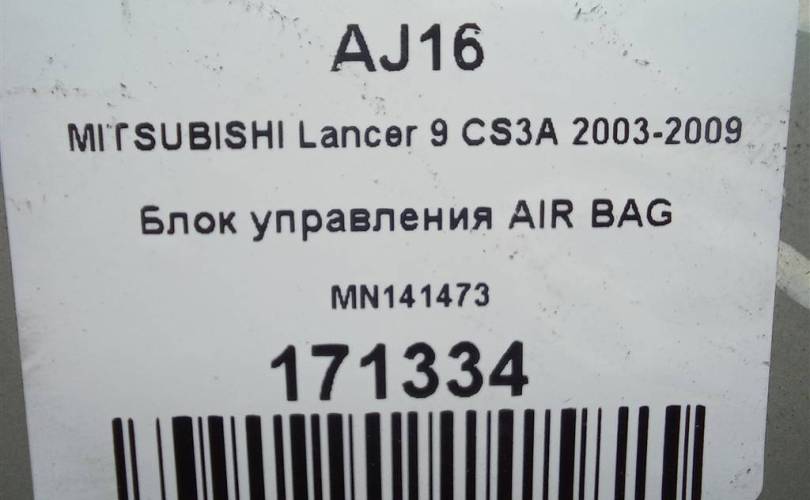 AJ16
MITSUBISHI Lancer 9 CS3A 2003-2009
Блок управления AIR BAG
MN141473
171334